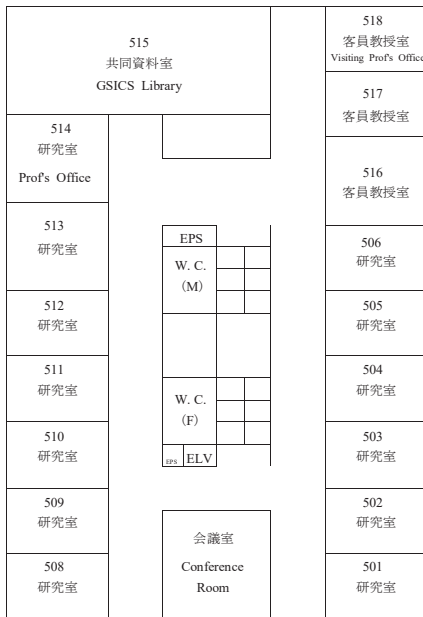 515
共同資料室
GSICS Library
518
客員教授室
Visiting Prof's Office
517
客員教授室
516
客員教授室
514
研究室
Prof's Office
513
研究室
512
研究室
511
研究室
510
研究室
509
研究室
508
研究室
EPS
W. C.
(M)
W. C.
(F)
EPS
ELV
会議室
Conference
Room
506
研究室
505
研究室
504
研究室
503
研究室
502
研究室
501
研究室